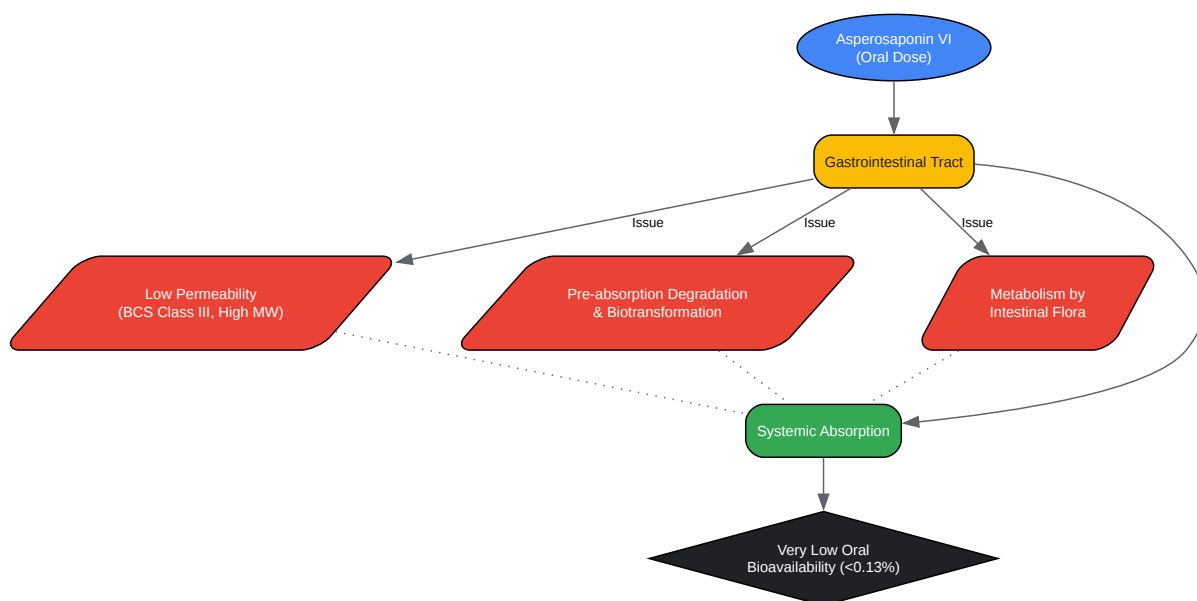 Asperosaponin VI
(Oral Dose)
Gastrointestinal Tract
Issue
Issue
Issue
Low Permeability
(BCS Class III, High MW)
Pre-absorption Degradation
& Biotransformation
Metabolism by
Intestinal Flora
Systemic Absorption
Very Low Oral
Bioavailability (<0.13%)